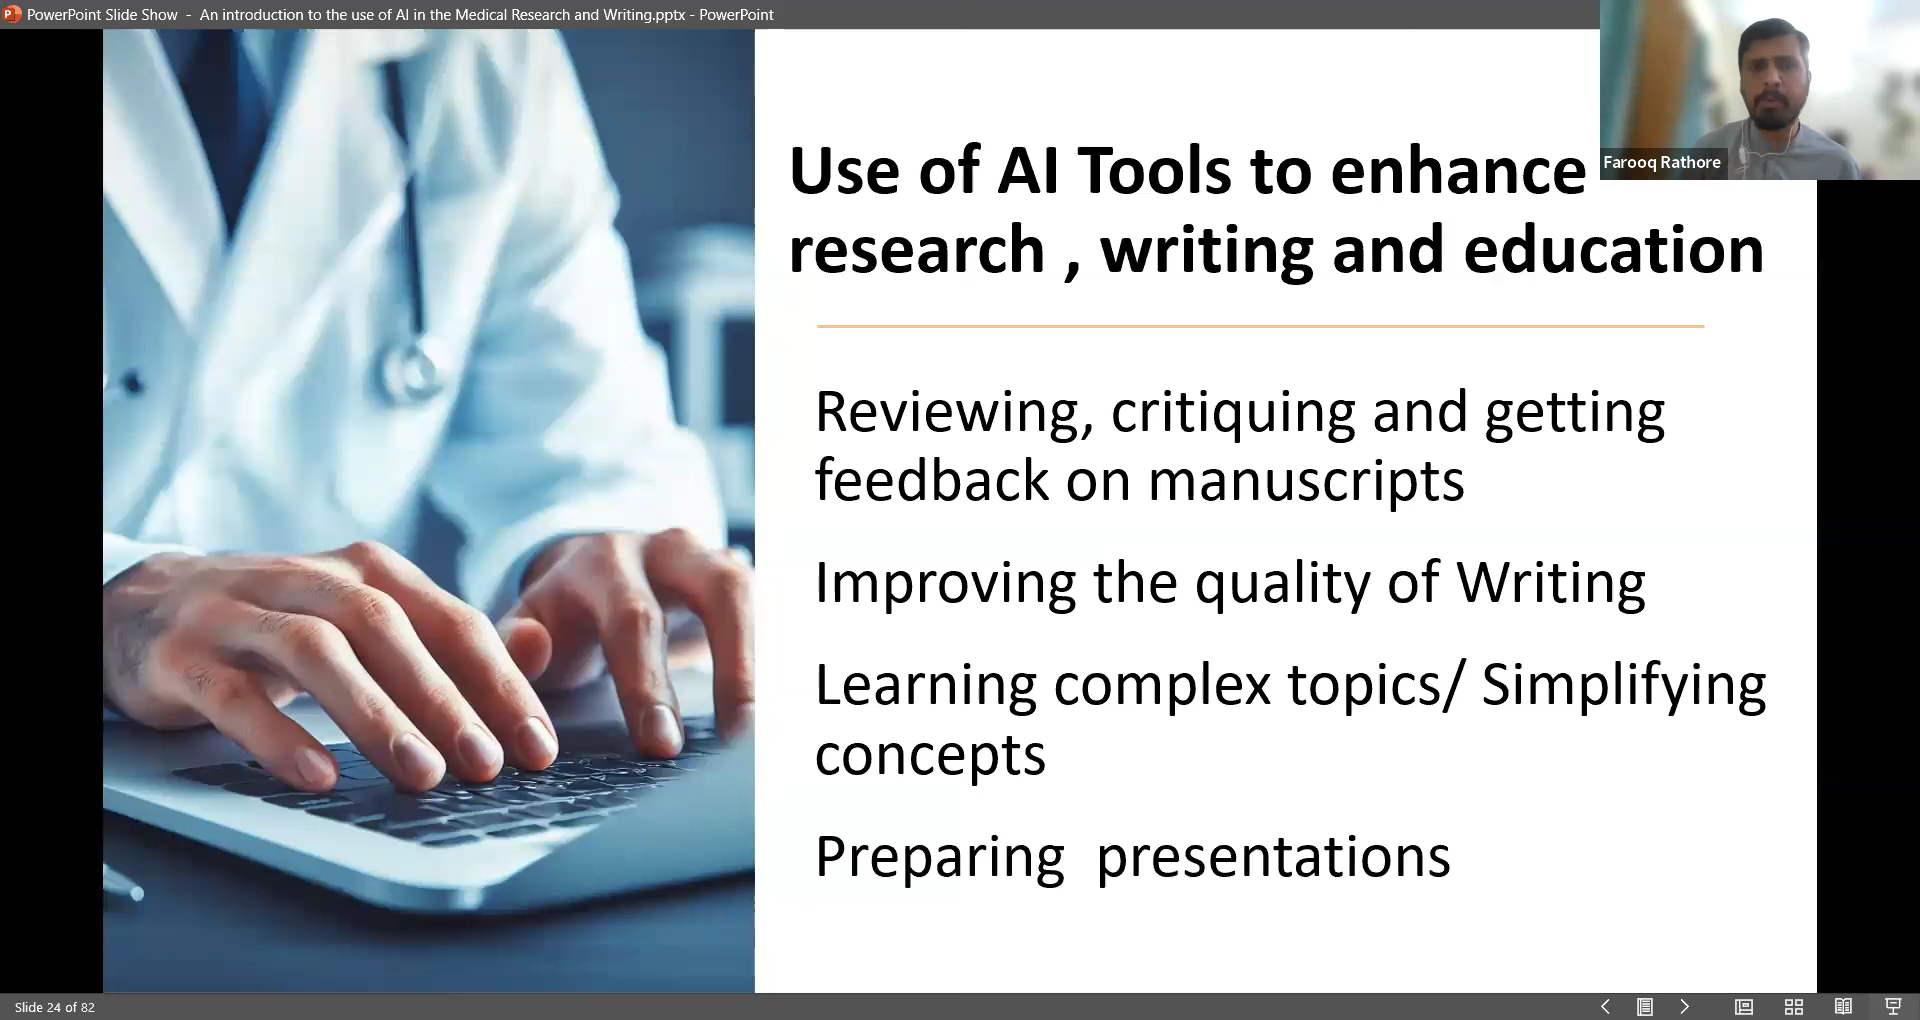 PowerPoint Slide Show - An introduction to the use of AI in the Medical Research and Writing.pptx - PowerPoint
Farooq Rathore
Use of AI Tools to enhance
research , writing and education
Reviewing, critiquing and getting
feedback on manuscripts
Improving the quality of Writing
Learning complex topics/ Simplifying
concepts
Preparing  presentations
Slide 24 of 82